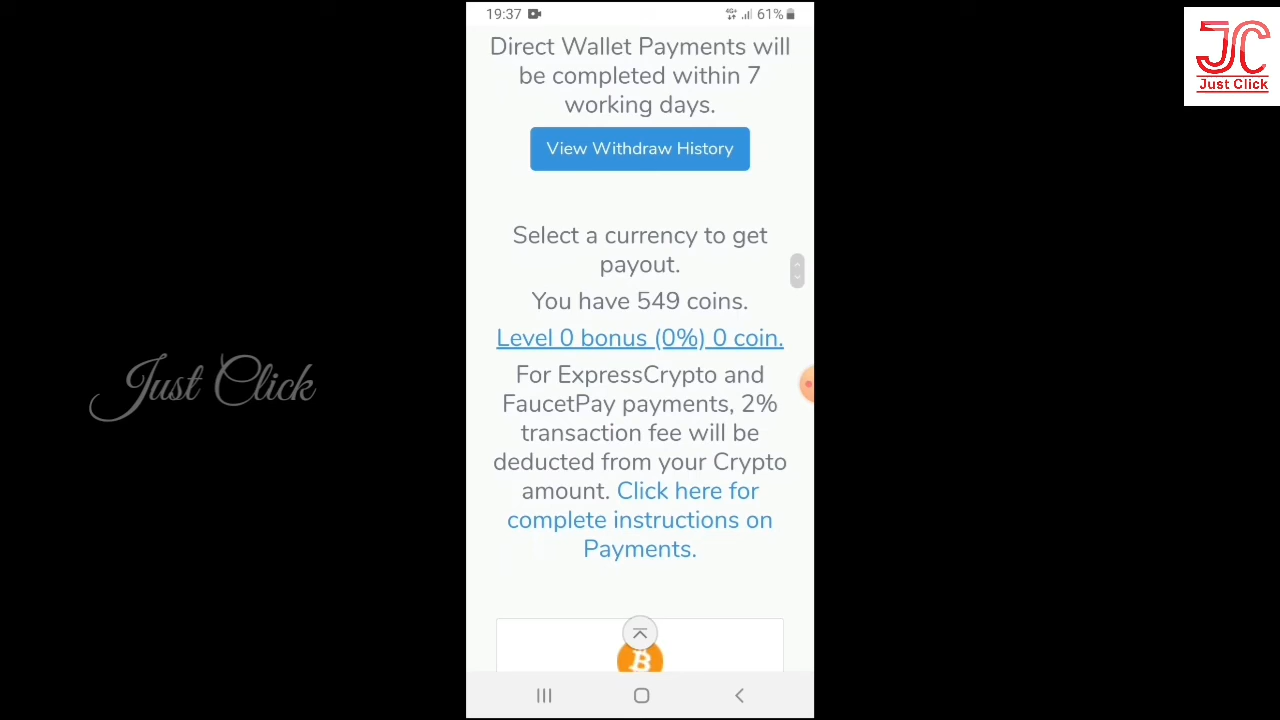 19:37
4G+
61%
JC
Just Click
Direct Wallet Payments will
be completed within 7
working days.
View Withdraw History
Select a currency to get
payout.
You have 549 coins.
Level 0 bonus (0%) 0 coin.
For ExpressCrypto and
FaucetPay payments, 2%
transaction fee will be
deducted from your Crypto
amount. Click here for
complete instructions on
Payments.
Just Click